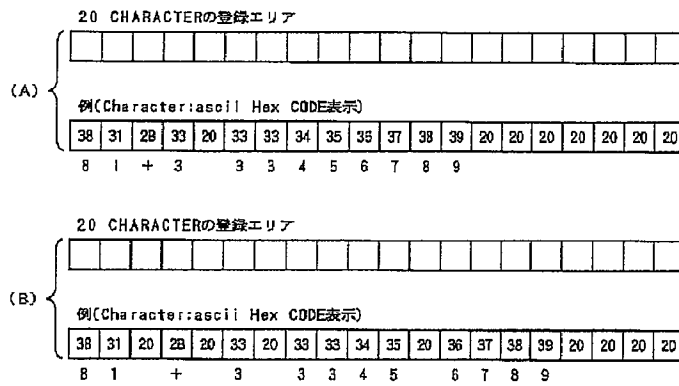 20 CHARACTERの登録エリア
(A)
例(Character:ascii Hex CODE表示)
38 31 2B 33 20 33 33 34 35 36 37 38 39 20 20 20 20 20 20 20
8 1 + 3 3 3 4 5 6 7 8 9
20 CHARACTERの登録エリア
(B)
例(Character:ascii Hex CODE表示)
38 31 20 2B 20 33 20 33 33 34 35 20 36 37 38 39 20 20 20 20
8 1 + 3 3 3 4 5 6 7 8 9